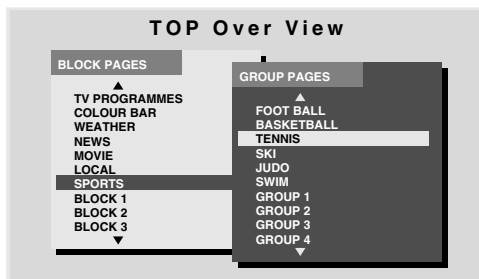 TOP Over View
BLOCK PAGES
TV PROGRAMMES
COLOUR BAR
WEATHER
NEWS
MOVIE
LOCAL
SPORTS
BLOCK 1
BLOCK 2
BLOCK 3
GROUP PAGES
FOOT BALL
BASKETBALL
TENNIS
SKI
JUDO
SWIM
GROUP 1
GROUP 2
GROUP 3
GROUP 4